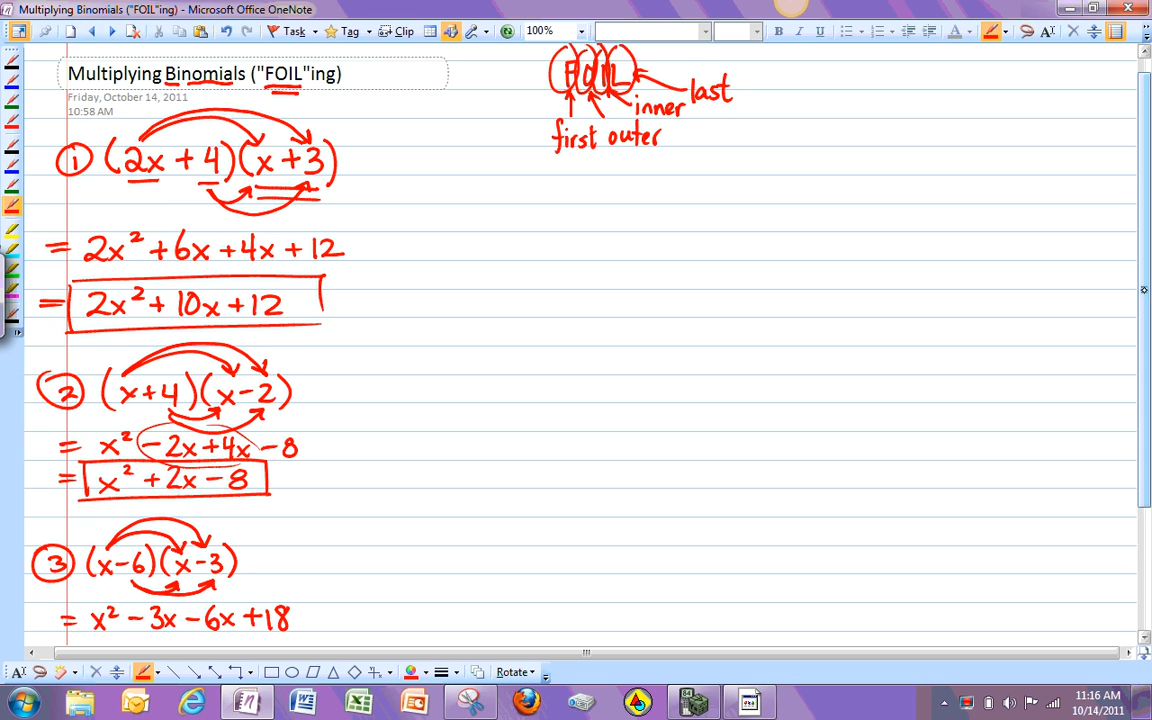 Multiplying Binomials ("FOIL"ing) - Microsoft Office OneNote
Task Tag Clip 100% B I U A
Multiplying Binomials ("FOIL"ing)
Friday, October 14, 2011
10:58 AM
FOIL
last
inner
first outer
① (2x + 4)(x + 3)
= 2x² + 6x + 4x + 12
= 2x² + 10x + 12
② (x + 4)(x - 2)
= x² - 2x + 4x - 8
= x² + 2x - 8
③ (x - 6)(x - 3)
= x² - 3x - 6x + 18
Rotate
11:16 AM
10/14/2011